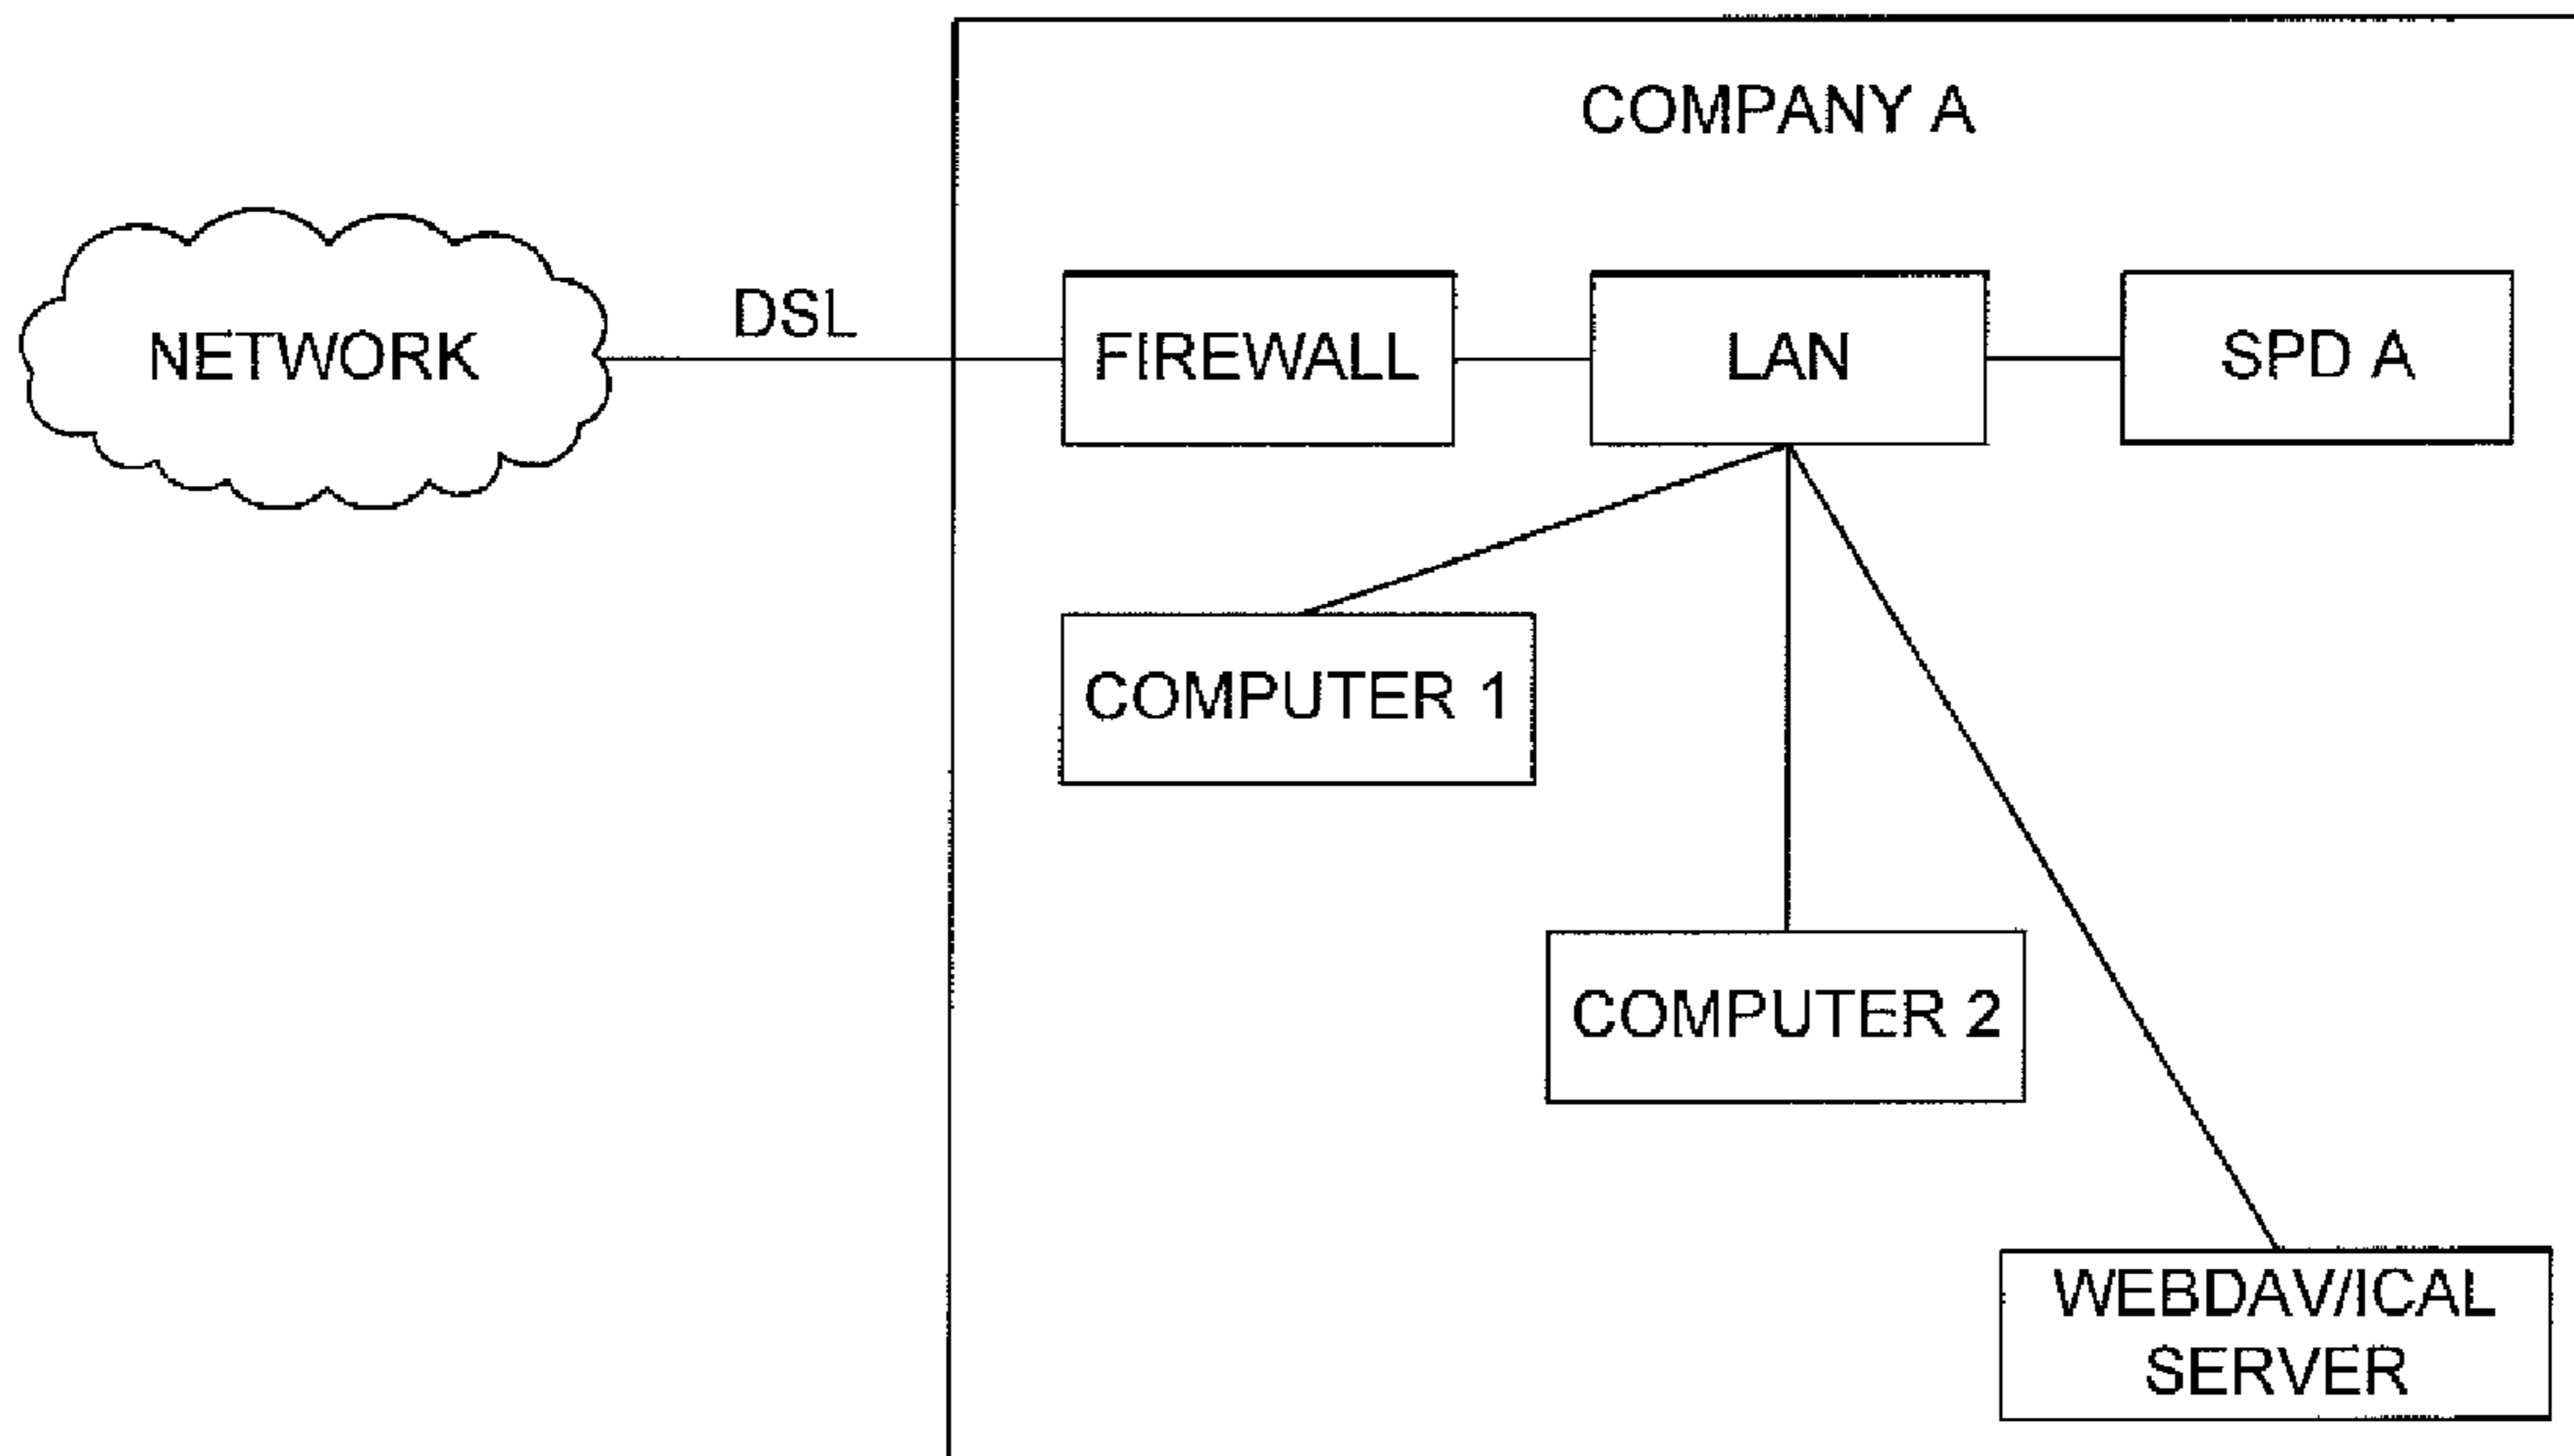 COMPANY A
DSL
NETWORK
FIREWALL
LAN
SPD A
COMPUTER 1
COMPUTER 2
WEBDAV/ICAL
SERVER